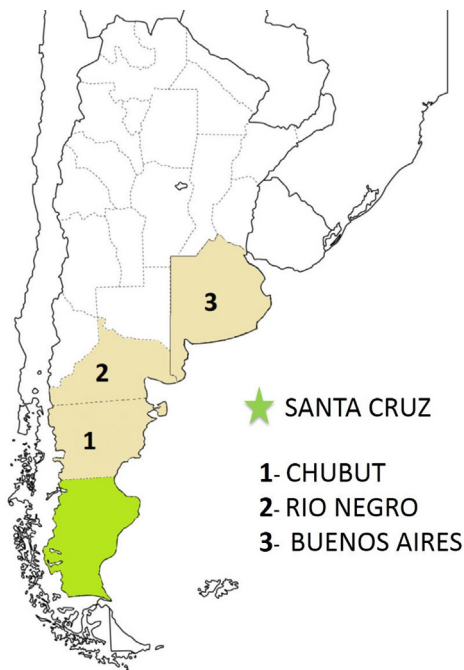 3
2
1
SANTA CRUZ
1- CHUBUT
2- RIO NEGRO
3- BUENOS AIRES